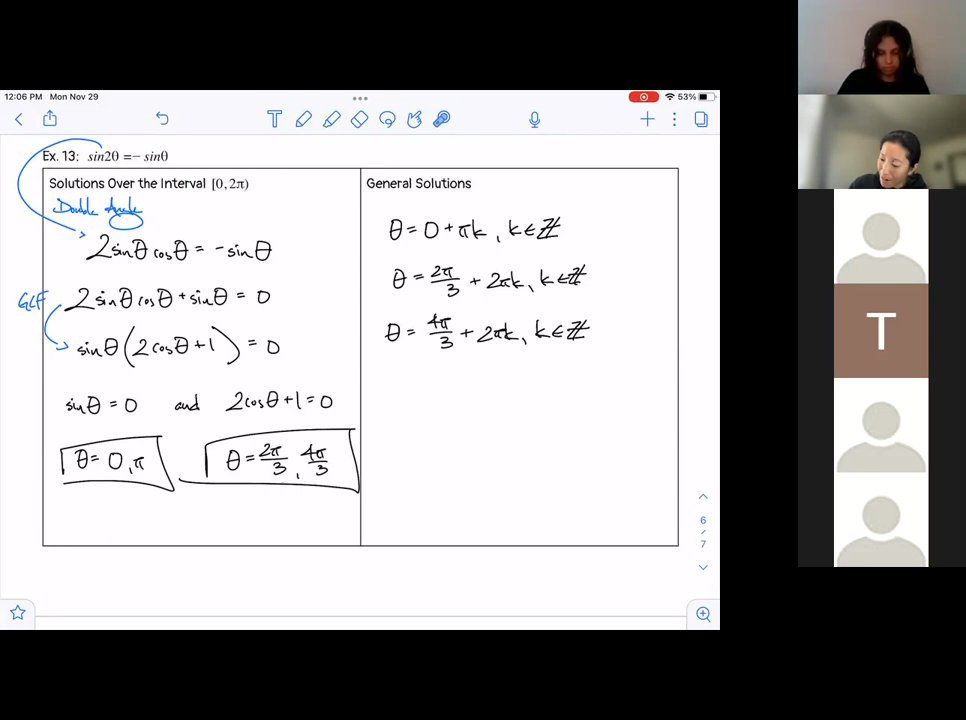 12:06 PM Mon Nov 29
53%
Ex. 13: sin2θ =− sinθ
Solutions Over the Interval [0, 2π)
Double Angle
2sinθ cosθ = -sinθ
GCF 2 sinθ cosθ + sinθ = 0
sinθ(2cosθ+1) = 0
sinθ = 0 and 2cosθ+1=0
θ= 0, π θ = 2π/3, 4π/3
General Solutions
θ = 0 + πk, k∈ℤ
θ = 2π/3 + 2πk, k∈ℤ
θ = 4π/3 + 2πk, k∈ℤ
T
T
6
7